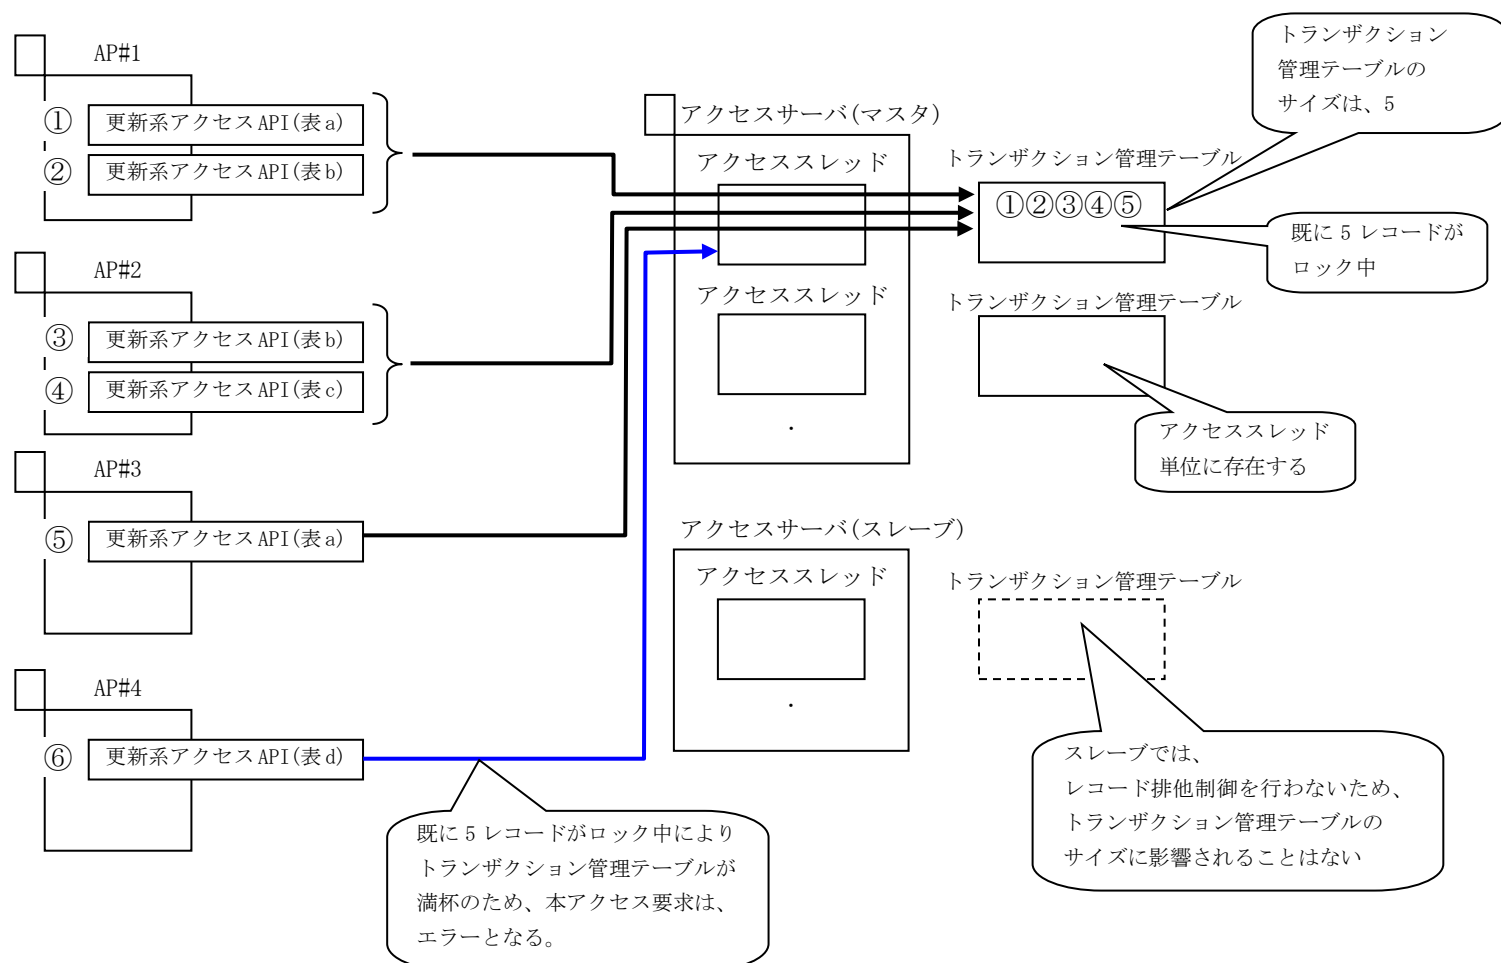 AP#1
①
更新系アクセスAPI(表a)
②
更新系アクセスAPI(表b)
AP#2
③
更新系アクセスAPI(表b)
④
更新系アクセスAPI(表c)
AP#3
⑤
更新系アクセスAPI(表a)
AP#4
⑥
更新系アクセスAPI(表d)
既に5レコードがロック中により
トランザクション管理テーブルが
満杯のため、本アクセス要求は、
エラーとなる。
アクセスサーバ(マスタ)
アクセススレッド
アクセススレッド
.
アクセスサーバ(スレーブ)
アクセススレッド
.
トランザクション
管理テーブルの
サイズは、5
トランザクション管理テーブル
①②③④⑤
既に5レコードが
ロック中
トランザクション管理テーブル
アクセススレッド
単位に存在する
トランザクション管理テーブル
スレーブでは、
レコード排他制御を行わないため、
トランザクション管理テーブルの
サイズに影響されることはない